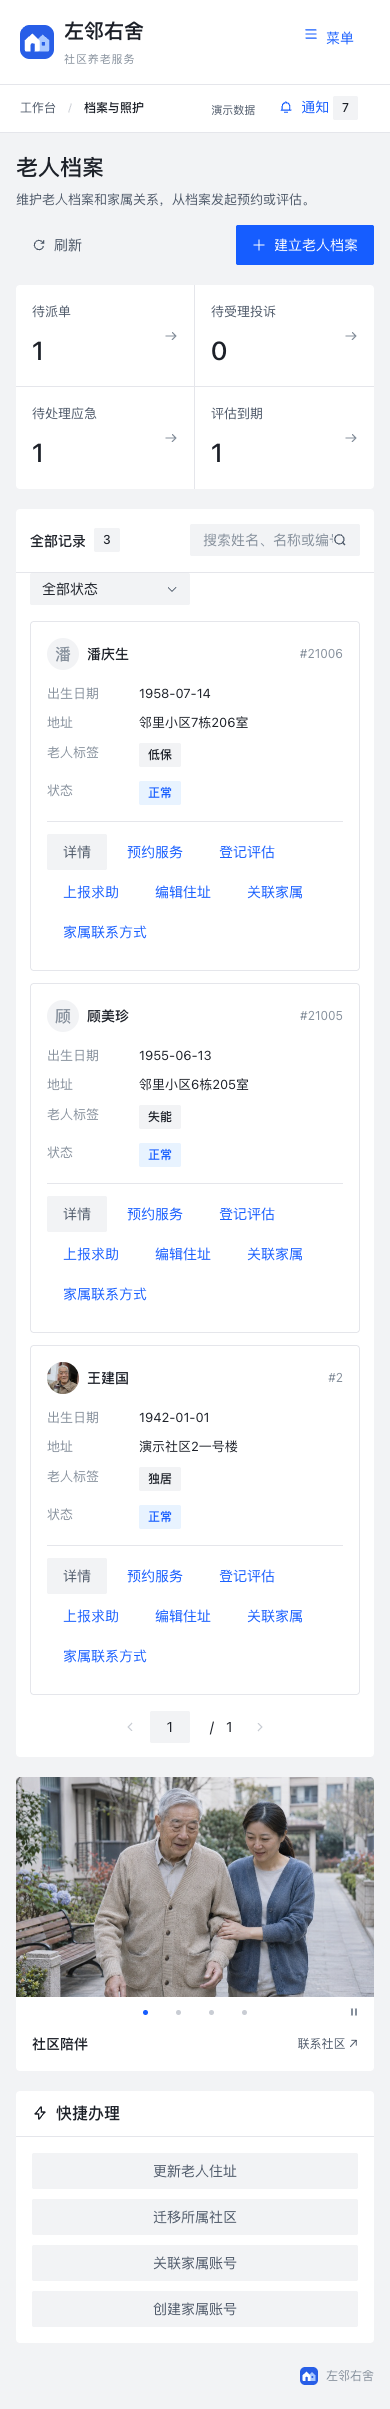 左邻右舍
社区养老服务
菜单
工作台 / 档案与照护
演示数据
通知 7
老人档案
维护老人档案和家属关系，从档案发起预约或评估。
刷新
建立老人档案
待派单
1
待受理投诉
0
待处理应急
1
评估到期
1
全部记录 3
搜索姓名、名称或编
全部状态
潘 潘庆生 #21006
出生日期 1958-07-14
地址 邻里小区7栋206室
老人标签 低保
状态 正常
详情 预约服务 登记评估
上报求助 编辑住址 关联家属
家属联系方式
顾 顾美珍 #21005
出生日期 1955-06-13
地址 邻里小区6栋205室
老人标签 失能
状态 正常
详情 预约服务 登记评估
上报求助 编辑住址 关联家属
家属联系方式
王建国 #2
出生日期 1942-01-01
地址 演示社区2一号楼
老人标签 独居
状态 正常
详情 预约服务 登记评估
上报求助 编辑住址 关联家属
家属联系方式
1 / 1
社区陪伴
联系社区
快捷办理
更新老人住址
迁移所属社区
关联家属账号
创建家属账号
左邻右舍